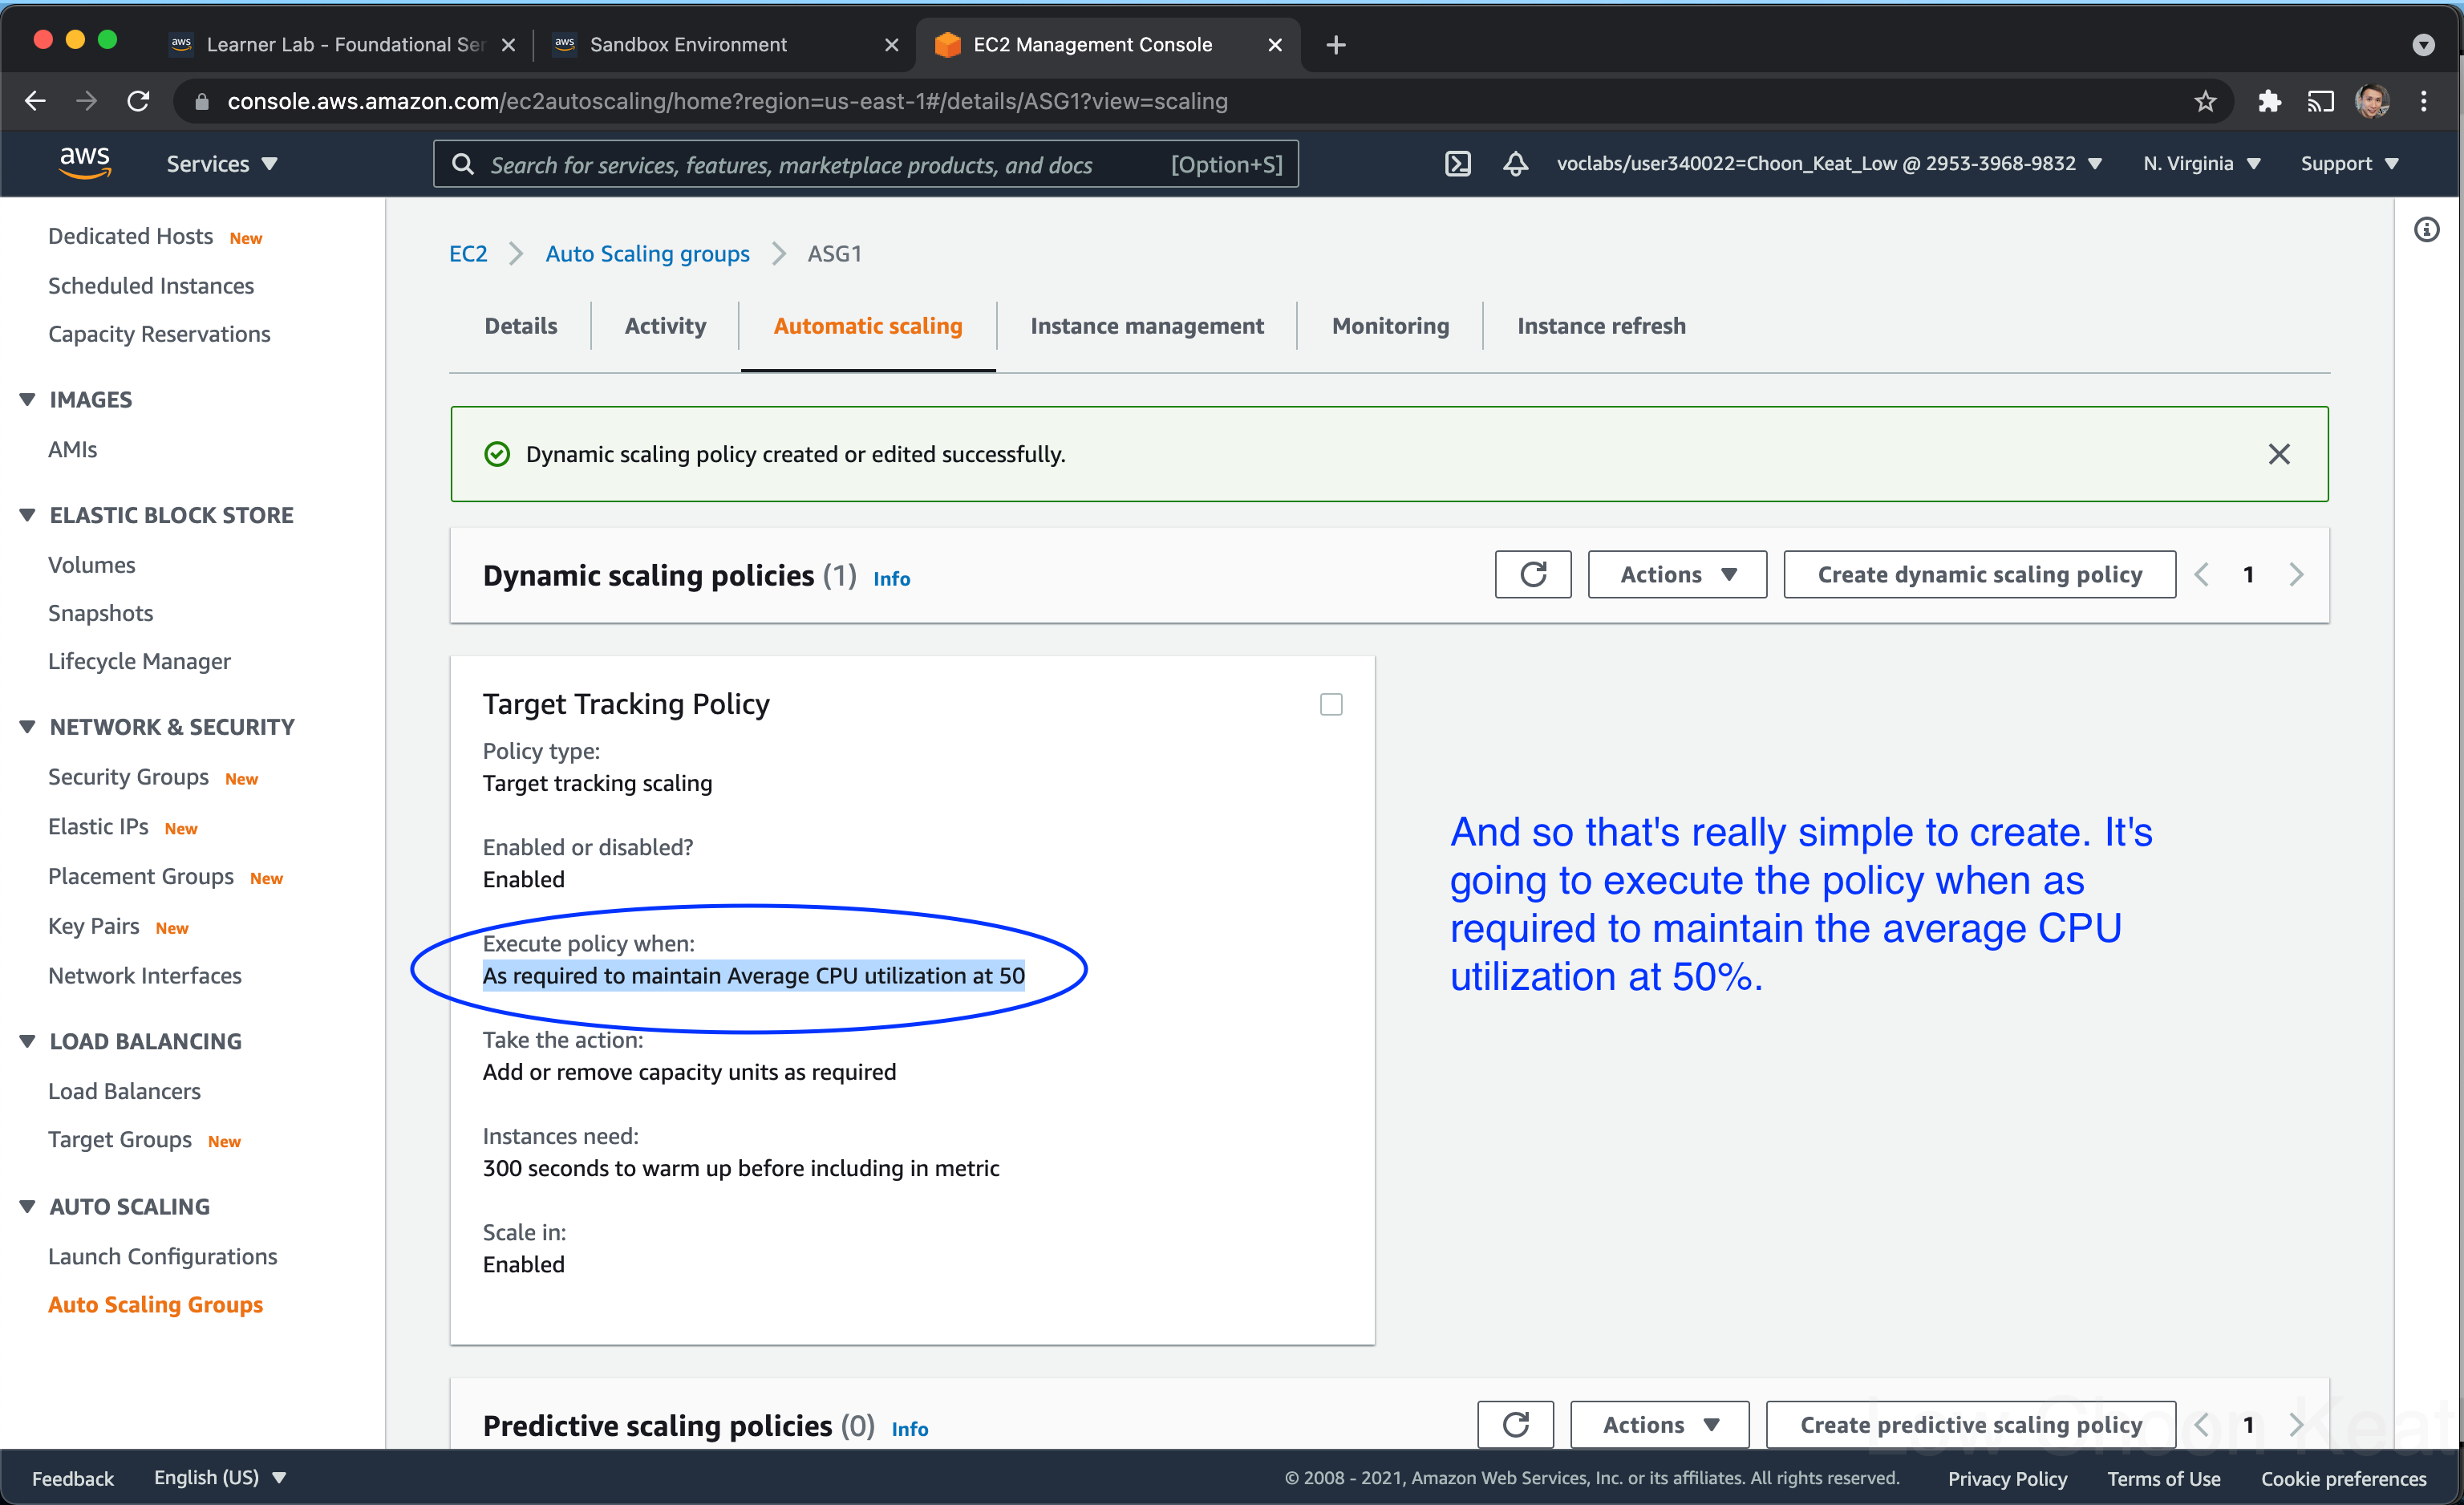 Learner Lab - Foundational Ser
Sandbox Environment
EC2 Management Console
console.aws.amazon.com/ec2autoscaling/home?region=us-east-1#/details/ASG1?view=scaling
aws
Services
Search for services, features, marketplace products, and docs
[Option+S]
voclabs/user340022=Choon_Keat_Low @ 2953-3968-9832
N. Virginia
Support
Dedicated Hosts New
Scheduled Instances
Capacity Reservations
IMAGES
AMIs
ELASTIC BLOCK STORE
Volumes
Snapshots
Lifecycle Manager
NETWORK & SECURITY
Security Groups New
Elastic IPs New
Placement Groups New
Key Pairs New
Network Interfaces
LOAD BALANCING
Load Balancers
Target Groups New
AUTO SCALING
Launch Configurations
Auto Scaling Groups
EC2 > Auto Scaling groups > ASG1
Details
Activity
Automatic scaling
Instance management
Monitoring
Instance refresh
Dynamic scaling policy created or edited successfully.
Dynamic scaling policies (1) Info
Actions
Create dynamic scaling policy
1
Target Tracking Policy
Policy type:
Target tracking scaling
Enabled or disabled?
Enabled
Execute policy when:
As required to maintain Average CPU utilization at 50
Take the action:
Add or remove capacity units as required
Instances need:
300 seconds to warm up before including in metric
Scale in:
Enabled
And so that's really simple to create. It's
going to execute the policy when as
required to maintain the average CPU
utilization at 50%.
Predictive scaling policies (0) Info
Actions
Create predictive scaling policy
1
Low Choon Keat
Feedback
English (US)
© 2008 - 2021, Amazon Web Services, Inc. or its affiliates. All rights reserved.
Privacy Policy
Terms of Use
Cookie preferences